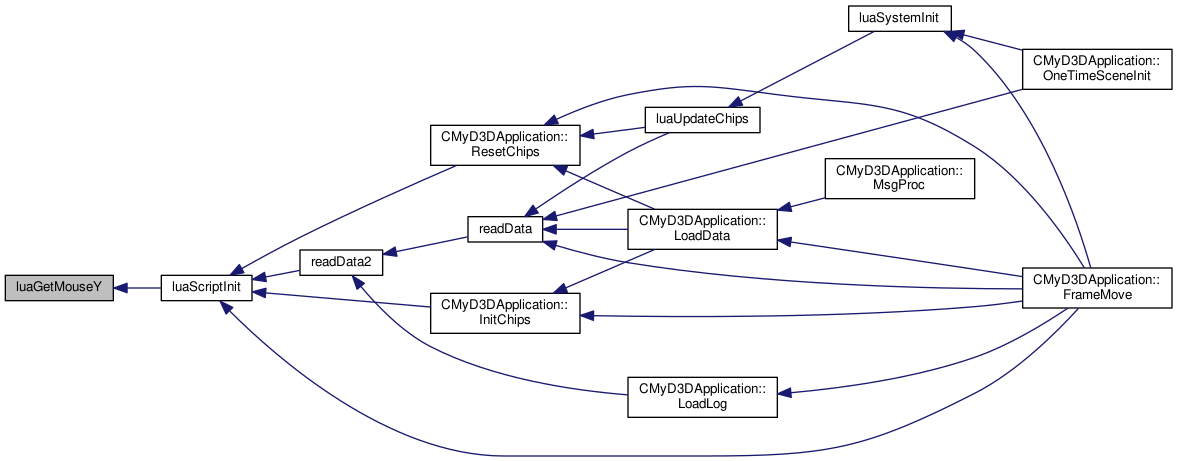 luaSystemInit
CMyD3DApplication::
OneTimeSceneInit
luaUpdateChips
CMyD3DApplication::
ResetChips
CMyD3DApplication::
MsgProc
readData
CMyD3DApplication::
LoadData
readData2
luaGetMouseY
luaScriptInit
CMyD3DApplication::
InitChips
CMyD3DApplication::
FrameMove
CMyD3DApplication::
LoadLog